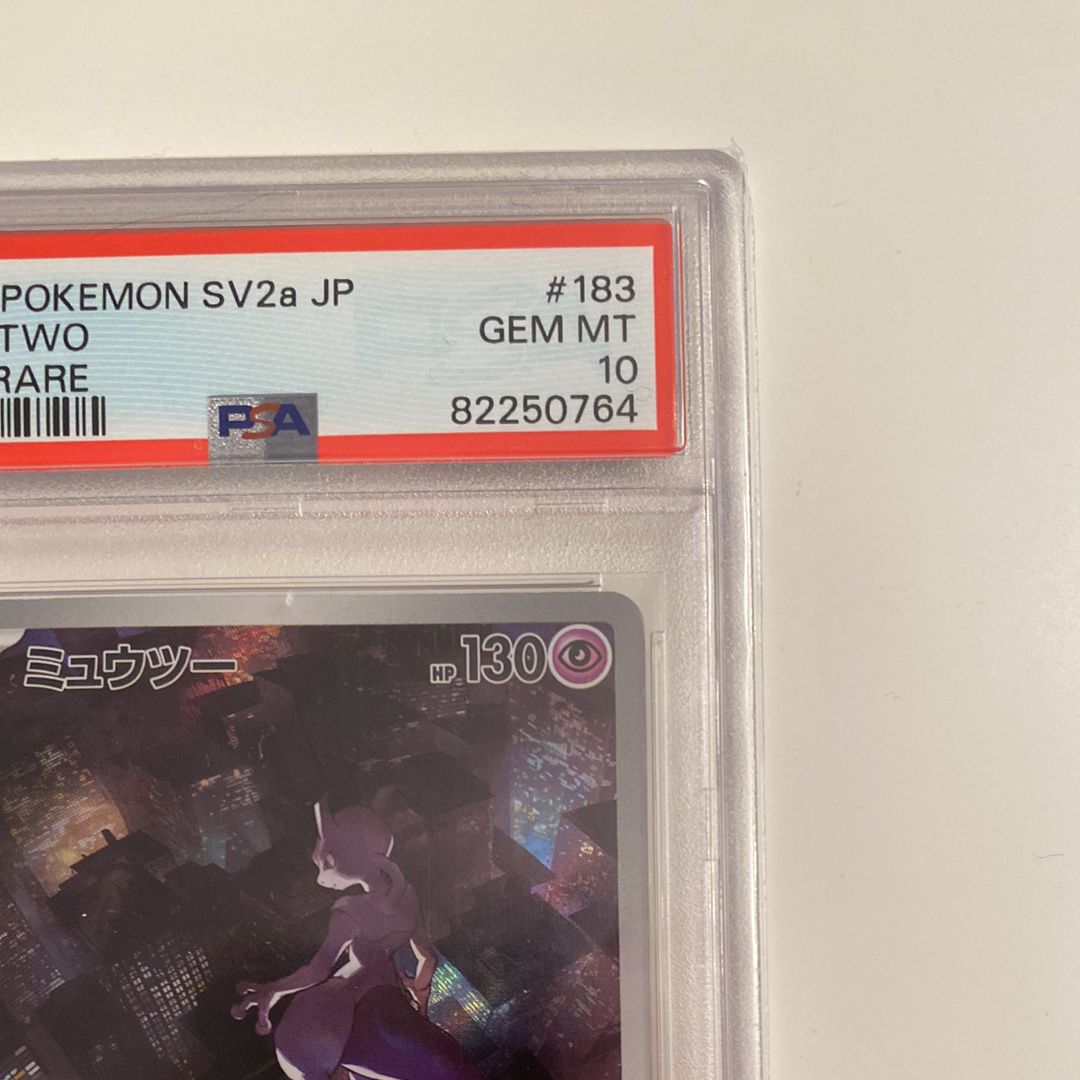 POKEMON SV2a JP #183
TWO GEM MT
RARE 10
PSA 82250764
ミュウツー HP 130